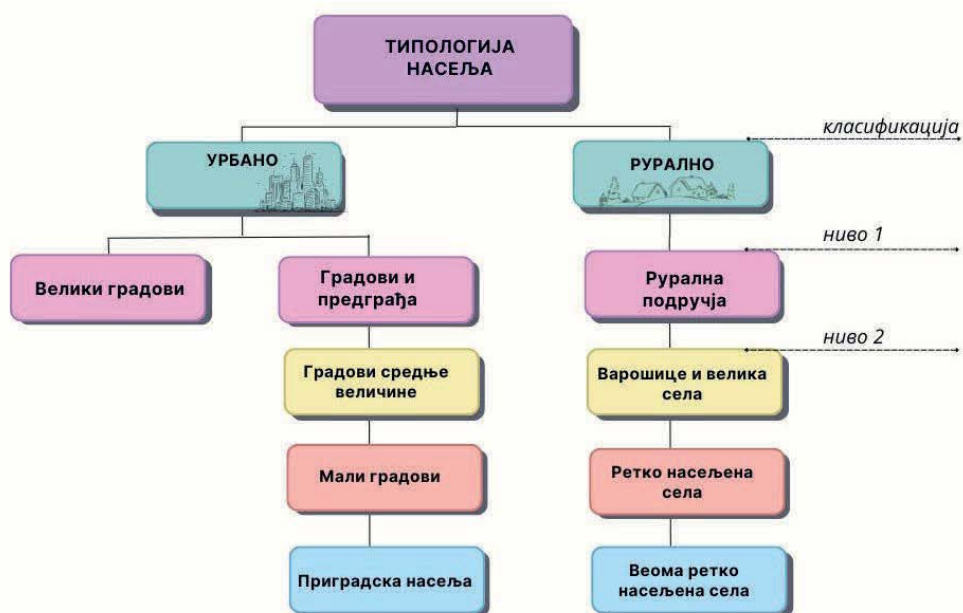 ТИПОЛОГИЈА
НАСЕЉА
класификација
УРБАНО
РУРАЛНО
ниво 1
Велики градови
Градови и
предграђа
Рурална
подручја
ниво 2
Градови средње
величине
Варошице и велика
села
Мали градови
Ретко насељена
села
Приградска насеља
Веома ретко
насељена села